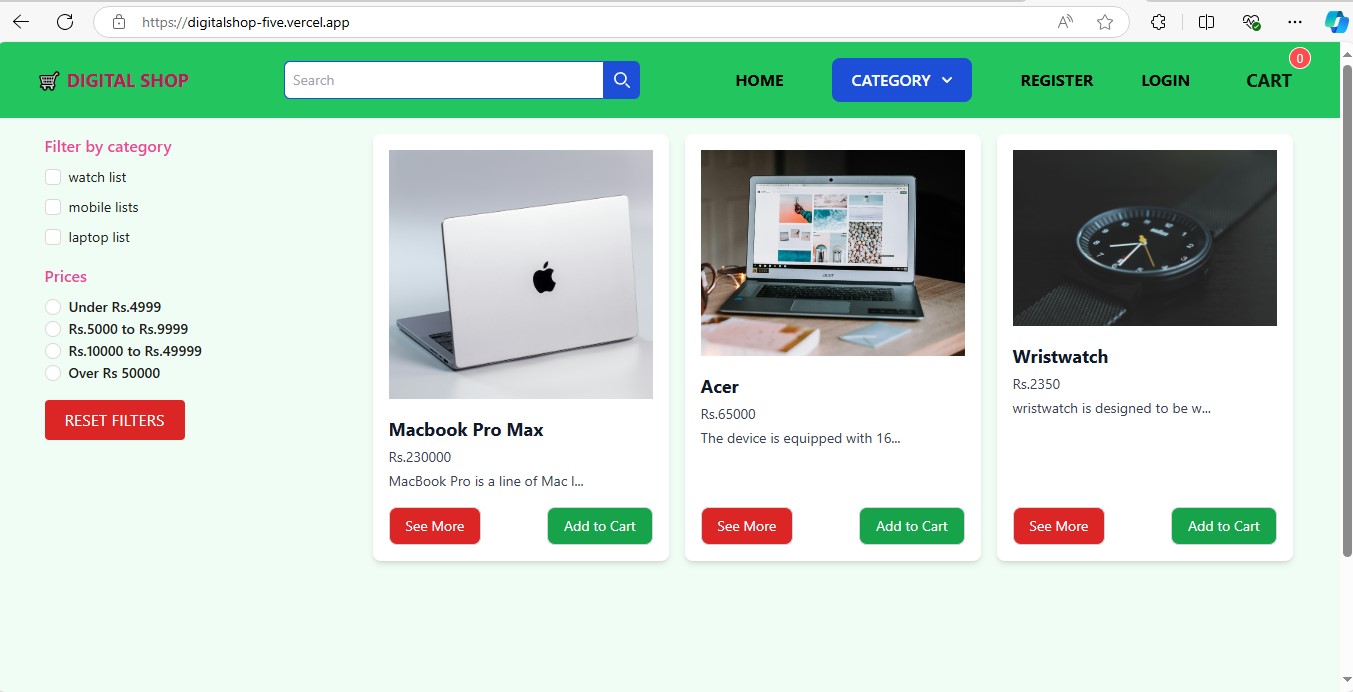 https://digitalshop-five.vercel.app
DIGITAL SHOP
Search
HOME
CATEGORY
REGISTER
LOGIN
CART
0
Filter by category
watch list
mobile lists
laptop list
Prices
Under Rs.4999
Rs.5000 to Rs.9999
Rs.10000 to Rs.49999
Over Rs 50000
RESET FILTERS
Macbook Pro Max
Rs.230000
MacBook Pro is a line of Mac l...
See More
Add to Cart
acer
Acer
Rs.65000
The device is equipped with 16...
See More
Add to Cart
BRAUN
Wristwatch
Rs.2350
wristwatch is designed to be w...
See More
Add to Cart